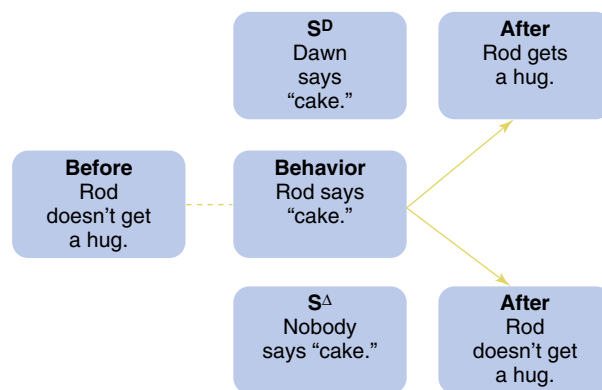 S^D
Dawn
says
“cake.”
After
Rod gets
a hug.
Before
Rod
doesn’t get
a hug.
Behavior
Rod says
“cake.”
S^Δ
Nobody
says “cake.”
After
Rod
doesn’t get
a hug.